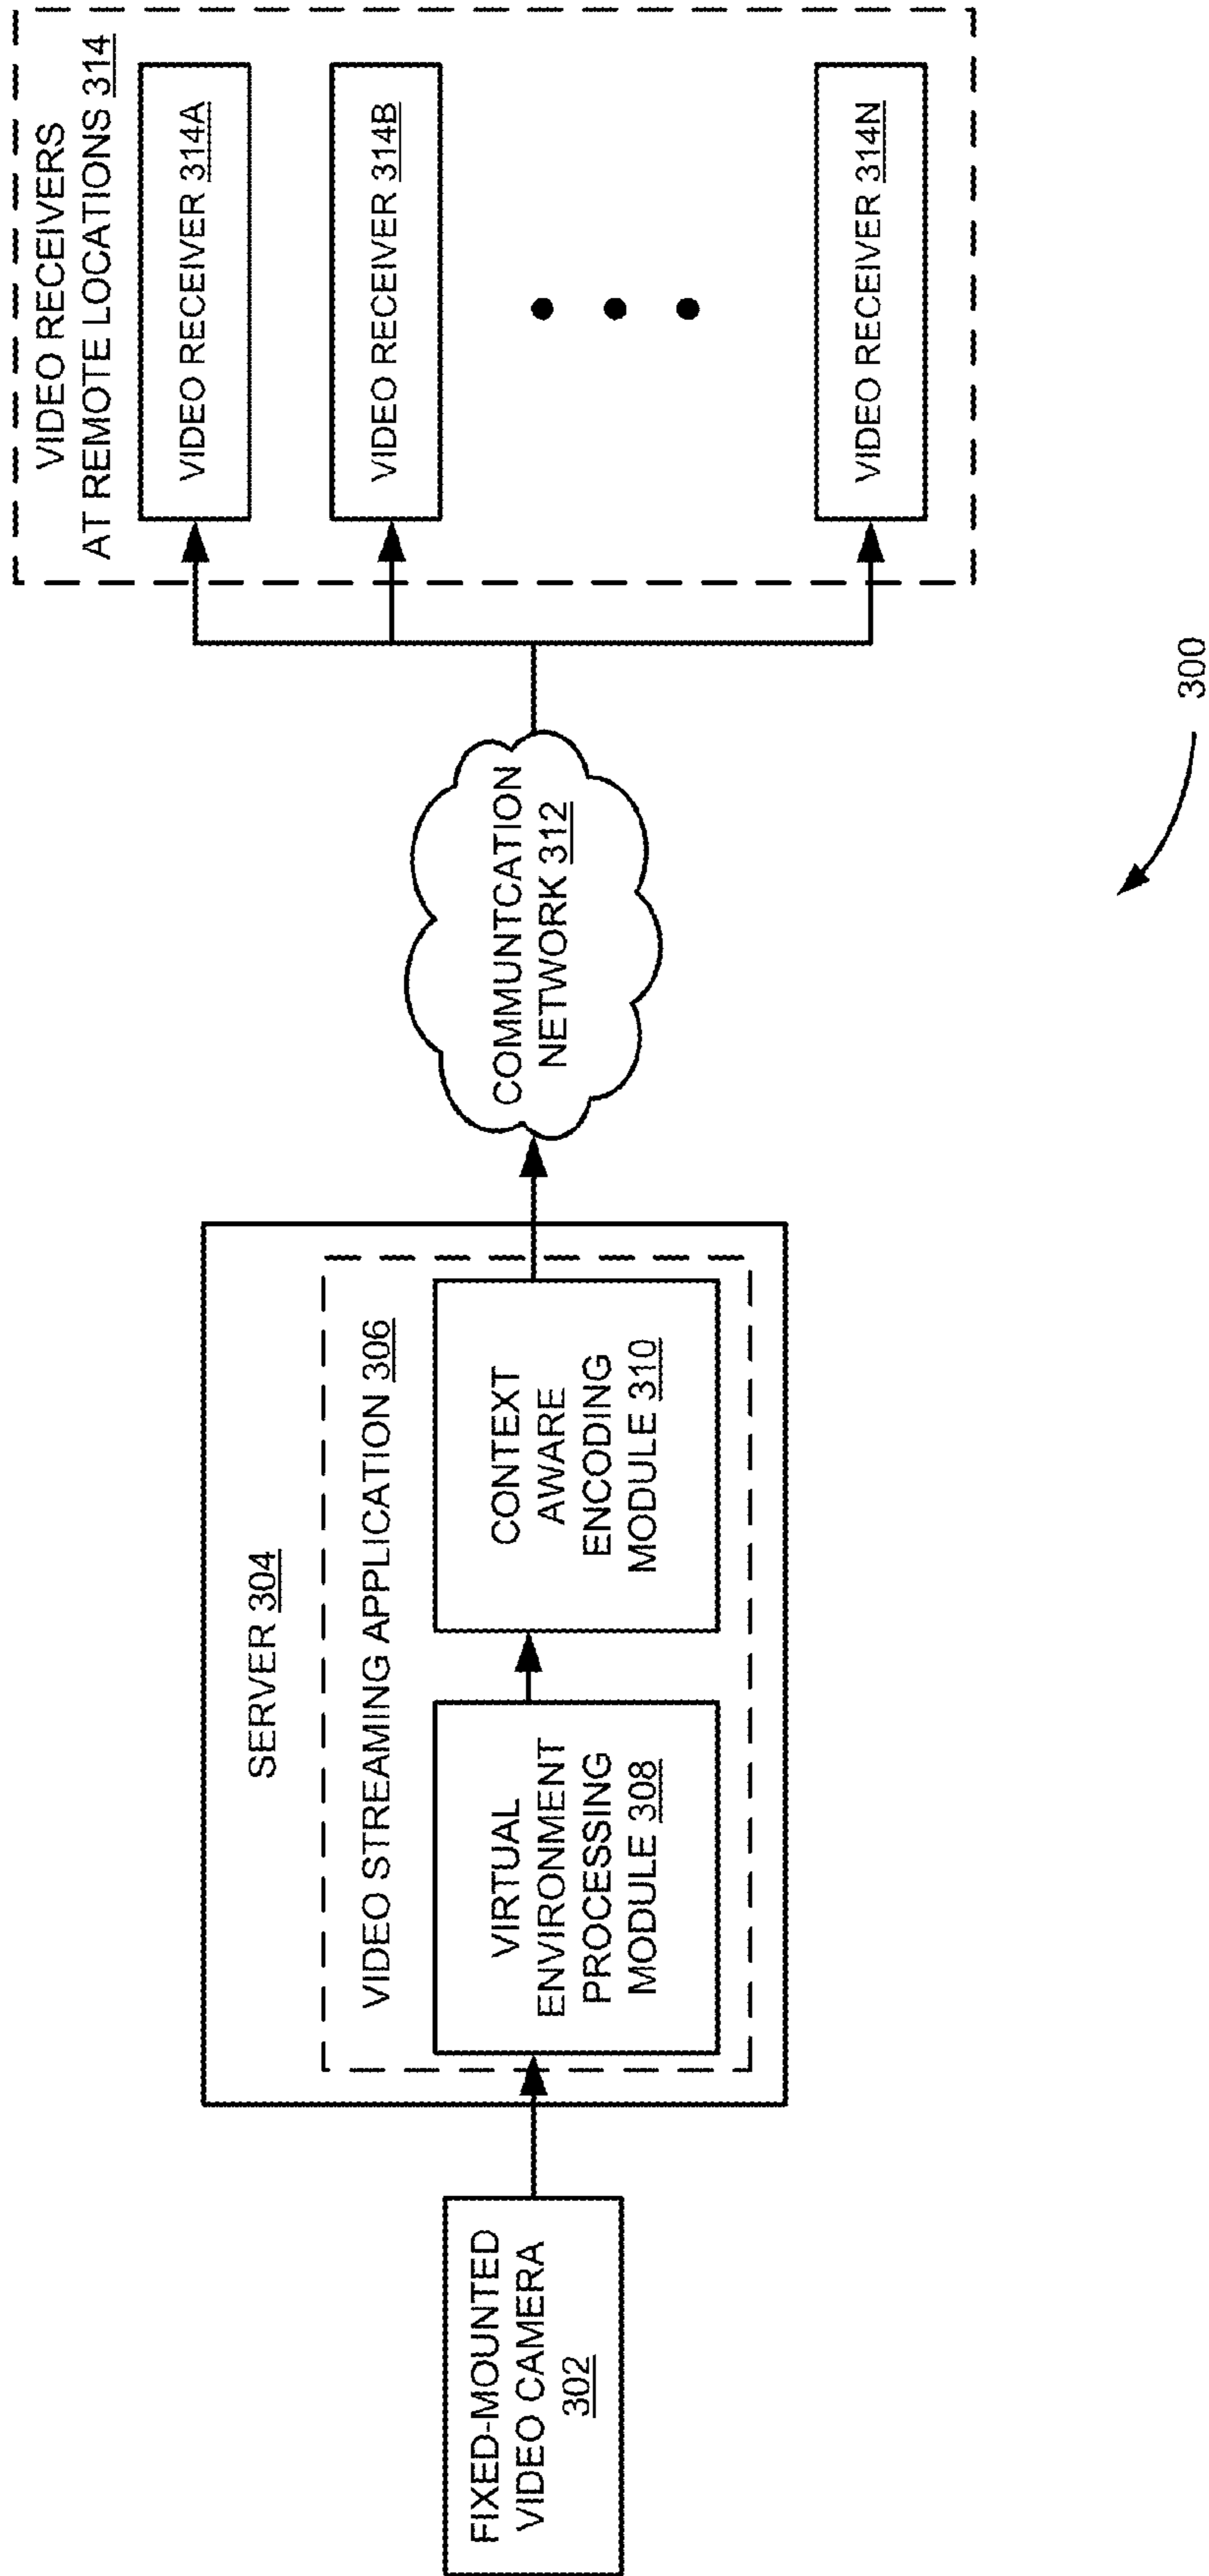 FIXED-MOUNTED
VIDEO CAMERA
302
SERVER 304
VIDEO STREAMING APPLICATION 306
VIRTUAL
ENVIRONMENT
PROCESSING
MODULE 308
CONTEXT
AWARE
ENCODING
MODULE 310
COMMUNTCATION
NETWORK 312
VIDEO RECEIVERS
AT REMOTE LOCATIONS 314
VIDEO RECEIVER 314A
VIDEO RECEIVER 314B
VIDEO RECEIVER 314N
300